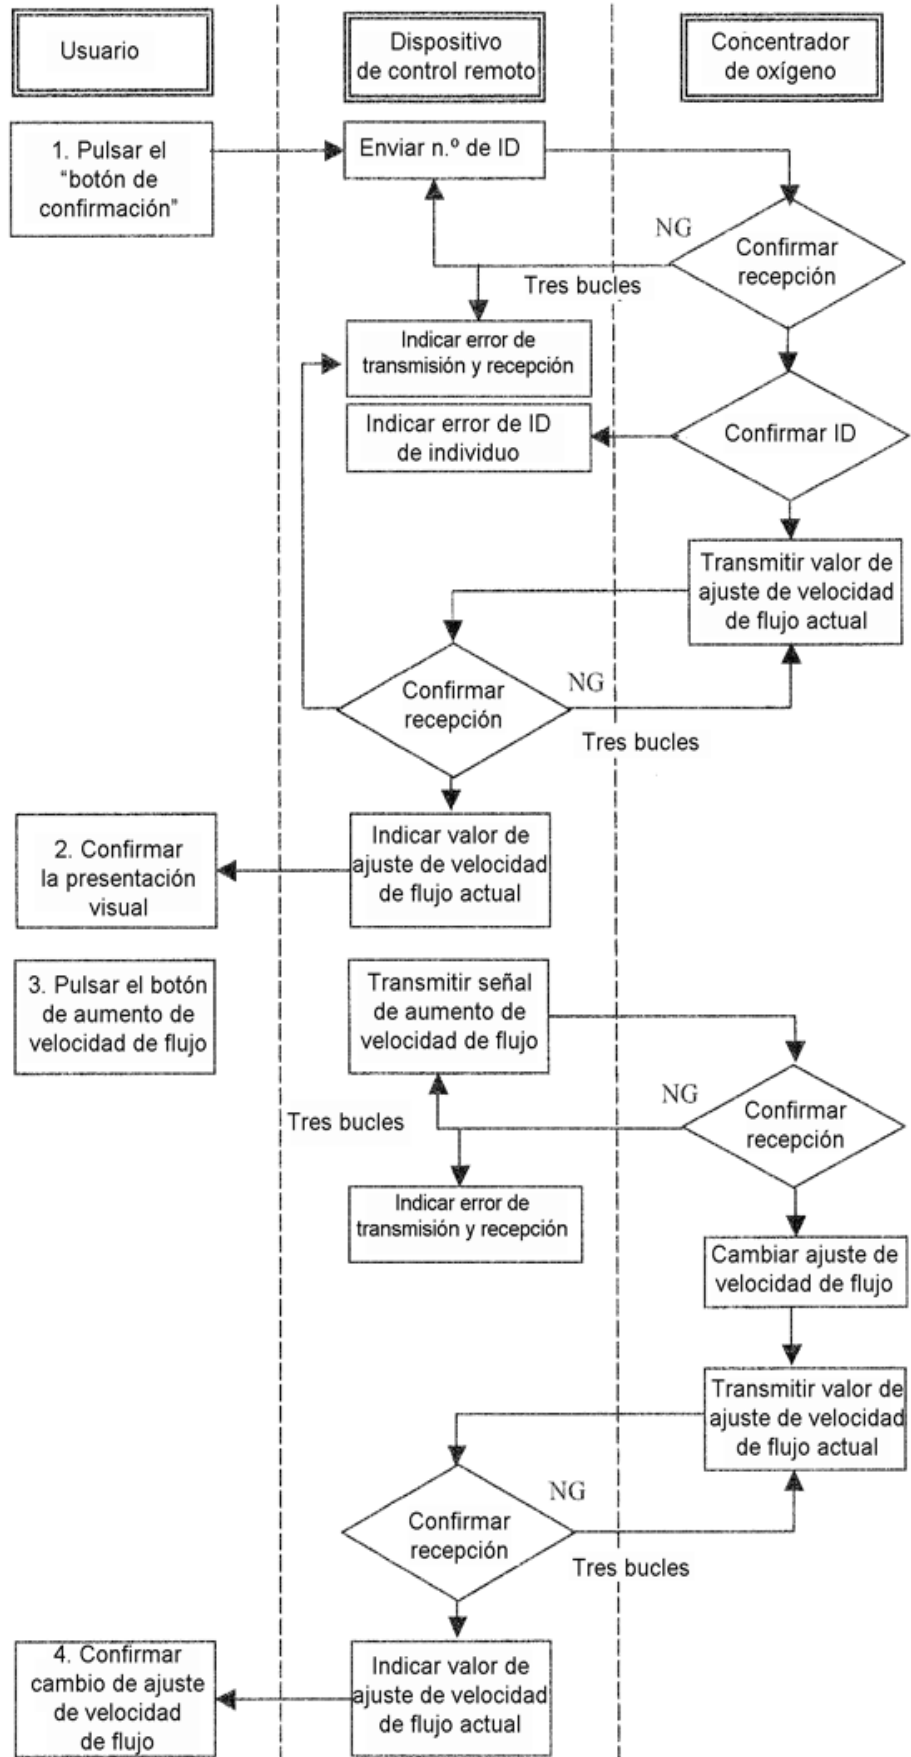 Usuario
Dispositivo
de control remoto
Concentrador
de oxígeno
1. Pulsar el
“botón de
confirmación”
Enviar n.º de ID
NG
Confirmar
recepción
Tres bucles
Indicar error de
transmisión y recepción
Indicar error de ID
de individuo
Confirmar ID
Transmitir valor de
ajuste de velocidad
de flujo actual
Confirmar
recepción
NG
Tres bucles
2. Confirmar
la presentación
visual
Indicar valor de
ajuste de velocidad
de flujo actual
3. Pulsar el botón
de aumento de
velocidad de flujo
Transmitir señal
de aumento de
velocidad de flujo
NG
Confirmar
recepción
Tres bucles
Indicar error de
transmisión y recepción
Cambiar ajuste de
velocidad de flujo
Transmitir valor de
ajuste de velocidad
de flujo actual
NG
Confirmar
recepción
Tres bucles
4. Confirmar
cambio de ajuste
de velocidad
de flujo
Indicar valor de
ajuste de velocidad
de flujo actual